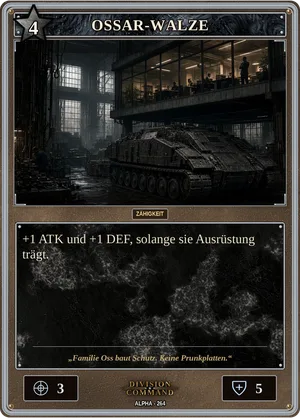 4
OSSAR-WALZE
ZÄHIGKEIT
+1 ATK und +1 DEF, solange sie Ausrüstung
trägt.
„Familie Oss baut Schutz. Keine Prunkplatten.“
3
DIVISION
COMMAND
ALPHA · 264
5